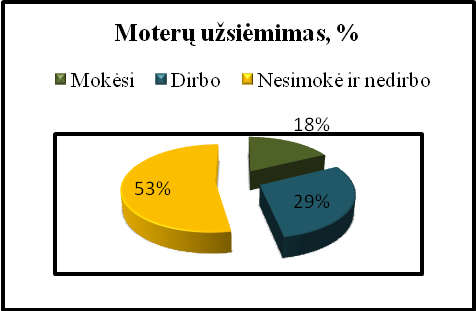 Moterų užsiėmimas, %
Mokėsi Dirbo Nesimokė ir nedirbo
18%
53%
29%